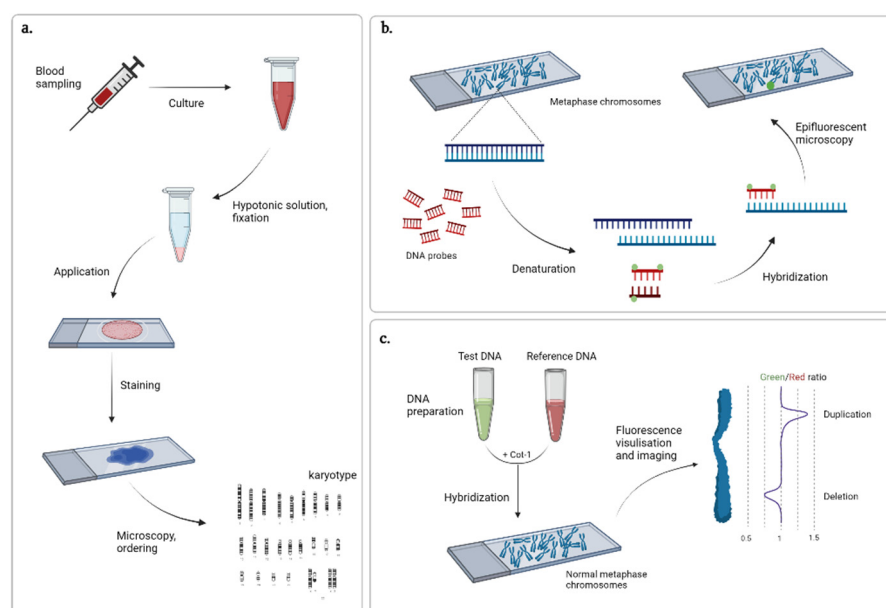 a.
Blood
sampling
Culture
Hypotonic solution,
fixation
Application
Staining
Microscopy,
ordering
karyotype
b.
Metaphase chromosomes
DNA probes
Denaturation
Hybridization
Epifluorescent
microscopy
c.
Test DNA
Reference DNA
DNA
preparation
+ Cot-1
Hybridization
Normal metaphase
chromosomes
Fluorescence
visulisation
and imaging
Green/Red ratio
Duplication
Deletion
0.5
1
1.5